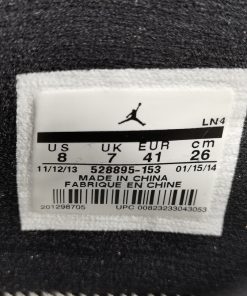 LN4
US UK EUR cm
8 7 41 26
11/12/13 528895-153 01/15/14
MADE IN CHINA
FABRIQUE EN CHINE
201296705 UPC 00823233043053